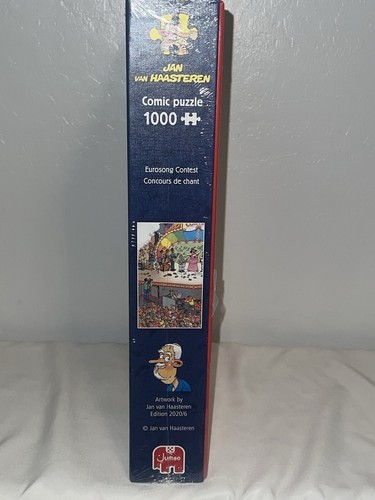 JAN
VAN HAASTEREN
Comic puzzle
1000
Eurosong Contest
Concours de chant
Artwork by
Jan van Haasteren
Edition 2020/6
© Jan van Haasteren
Jumbo